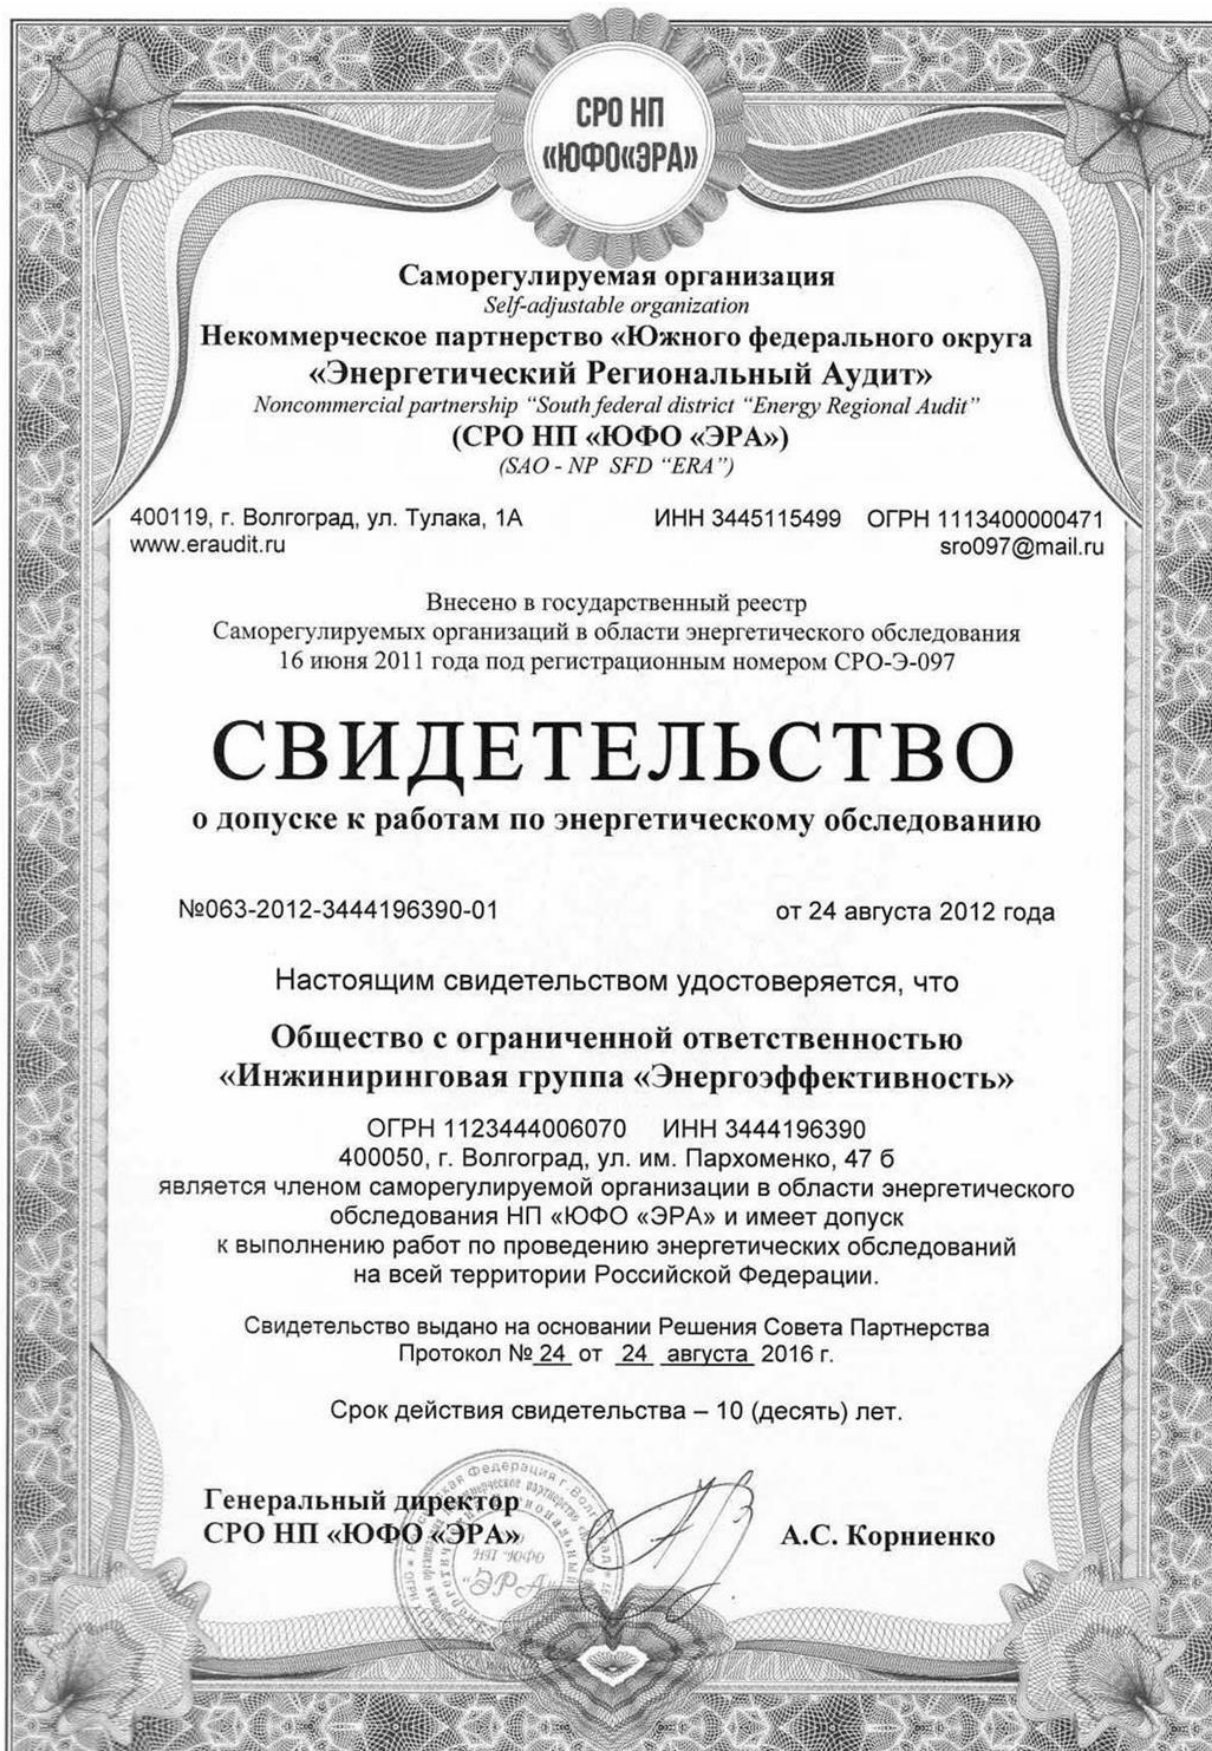 СРО НП
«ЮФО«ЭРА»
Саморегулируемая организация
Self-adjustable organization
Некоммерческое партнерство «Южного федерального округа
«Энергетический Региональный Аудит»
Noncommercial partnership “South federal district “Energy Regional Audit”
(СРО НП «ЮФО «ЭРА»)
(SAO - NP SFD “ERA”)
400119, г. Волгоград, ул. Тулака, 1А ИНН 3445115499 ОГРН 1113400000471
www.eraudit.ru sro097@mail.ru
Внесено в государственный реестр
Саморегулируемых организаций в области энергетического обследования
16 июня 2011 года под регистрационным номером СРО-Э-097
СВИДЕТЕЛЬСТВО
о допуске к работам по энергетическому обследованию
№063-2012-3444196390-01 от 24 августа 2012 года
Настоящим свидетельством удостоверяется, что
Общество с ограниченной ответственностью
«Инжиниринговая группа «Энергоэффективность»
ОГРН 1123444006070 ИНН 3444196390
400050, г. Волгоград, ул. им. Пархоменко, 47 б
является членом саморегулируемой организации в области энергетического
обследования НП «ЮФО «ЭРА» и имеет допуск
к выполнению работ по проведению энергетических обследований
на всей территории Российской Федерации.
Свидетельство выдано на основании Решения Совета Партнерства
Протокол № 24 от 24 августа 2016 г.
Срок действия свидетельства – 10 (десять) лет.
Генеральный директор
СРО НП «ЮФО «ЭРА» А.С. Корниенко
НП "ЮФО
"ЭРА"